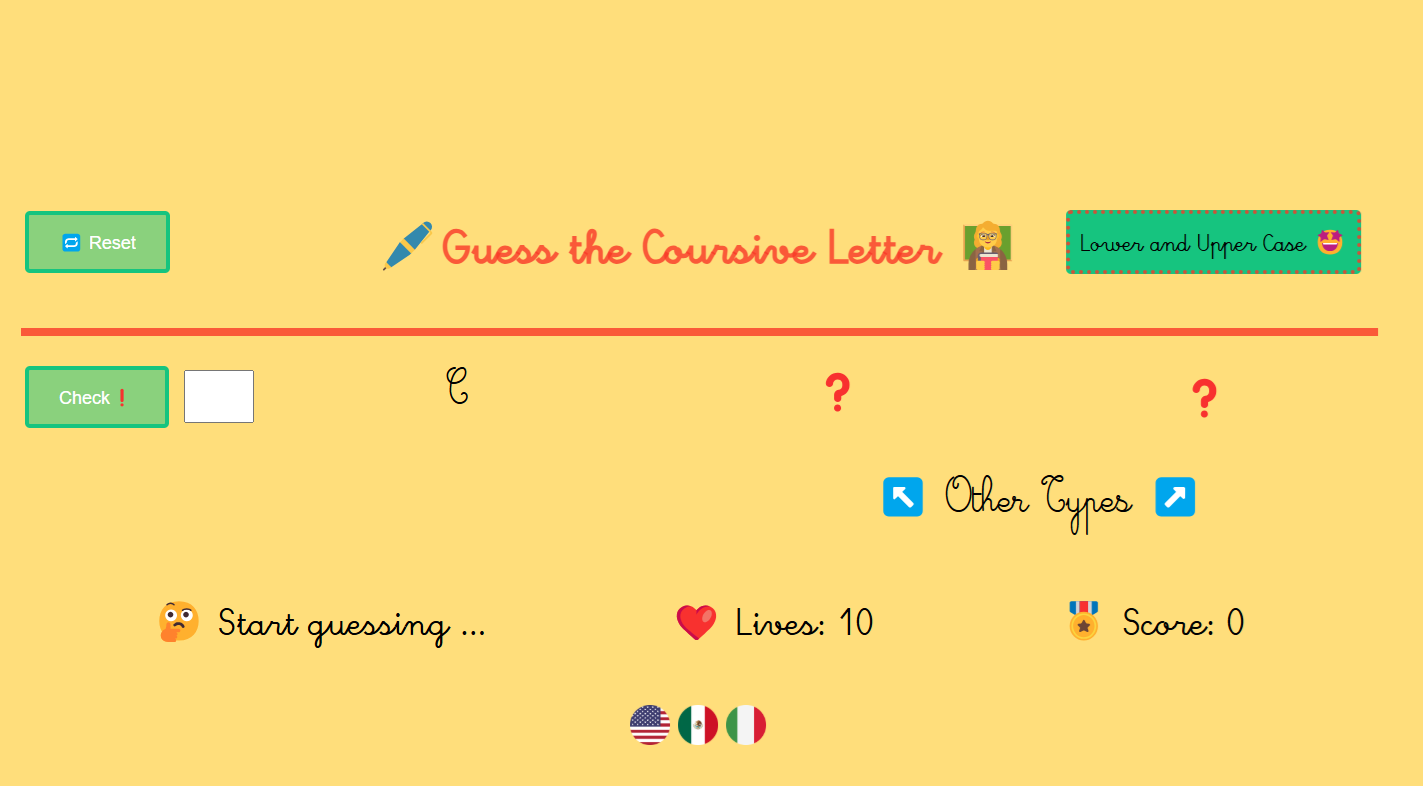 Reset
Guess the Coursive Letter
Lower and Upper Case
Check❗
❓ ❓
Other Types
Start guessing ...
Lives: 10
Score: 0